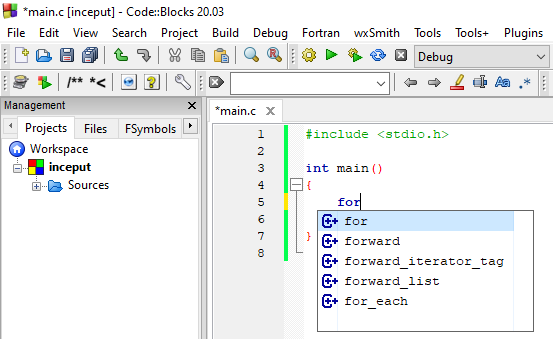 *main.c [inceput] - Code::Blocks 20.03
File Edit View Search Project Build Debug Fortran wxSmith Tools Tools+ Plugins
Debug
/** *<
Aa .*
Management
Projects Files FSymbols
Workspace
inceput
Sources
*main.c
1 #include <stdio.h>
2
3 int main()
4 {
5 for
6
7 }
8
for
forward
forward_iterator_tag
forward_list
for_each